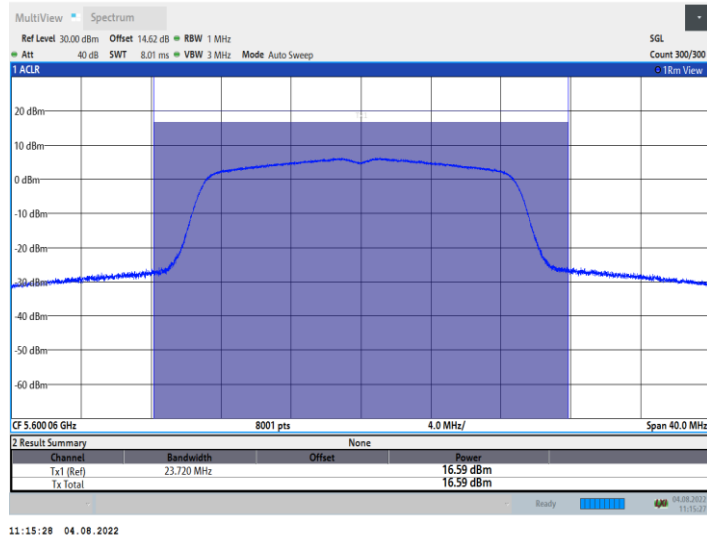 MultiView Spectrum
Ref Level 30.00 dBm Offset 14.62 dB RBW 1 MHz SGL
Att 40 dB SWT 8.01 ms VBW 3 MHz Mode Auto Sweep Count 300/300
1 ACLR 1Rm View
20 dBm
10 dBm
0 dBm
-10 dBm
-20 dBm
-30 dBm
-40 dBm
-50 dBm
-60 dBm
CF 5.600 06 GHz 8001 pts 4.0 MHz/ Span 40.0 MHz
2 Result Summary None
Channel Bandwidth Offset Power
Tx1 (Ref) 23.720 MHz 16.59 dBm
Tx Total 16.59 dBm
Ready 04.08.2022
11:15:27
11:15:28 04.08.2022